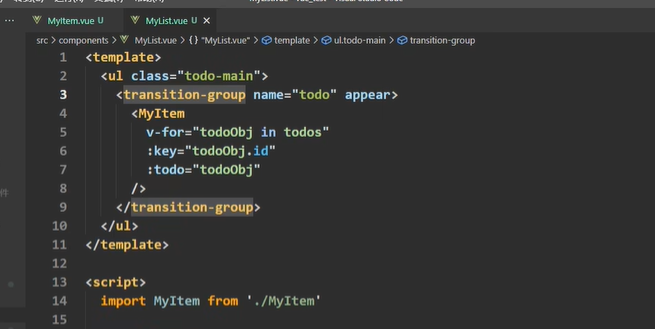 MyItem.vue U
MyList.vue U ×
src > components > MyList.vue > {} "MyList.vue" > template > ul.todo-main > transition-group
1 <template>
2 <ul class="todo-main">
3 <transition-group name="todo" appear>
4 <MyItem
5 v-for="todoObj in todos"
6 :key="todoObj.id"
7 :todo="todoObj"
8 />
9 </transition-group>
10 </ul>
11 </template>
12
13 <script>
14 import MyItem from './MyItem'
15
件